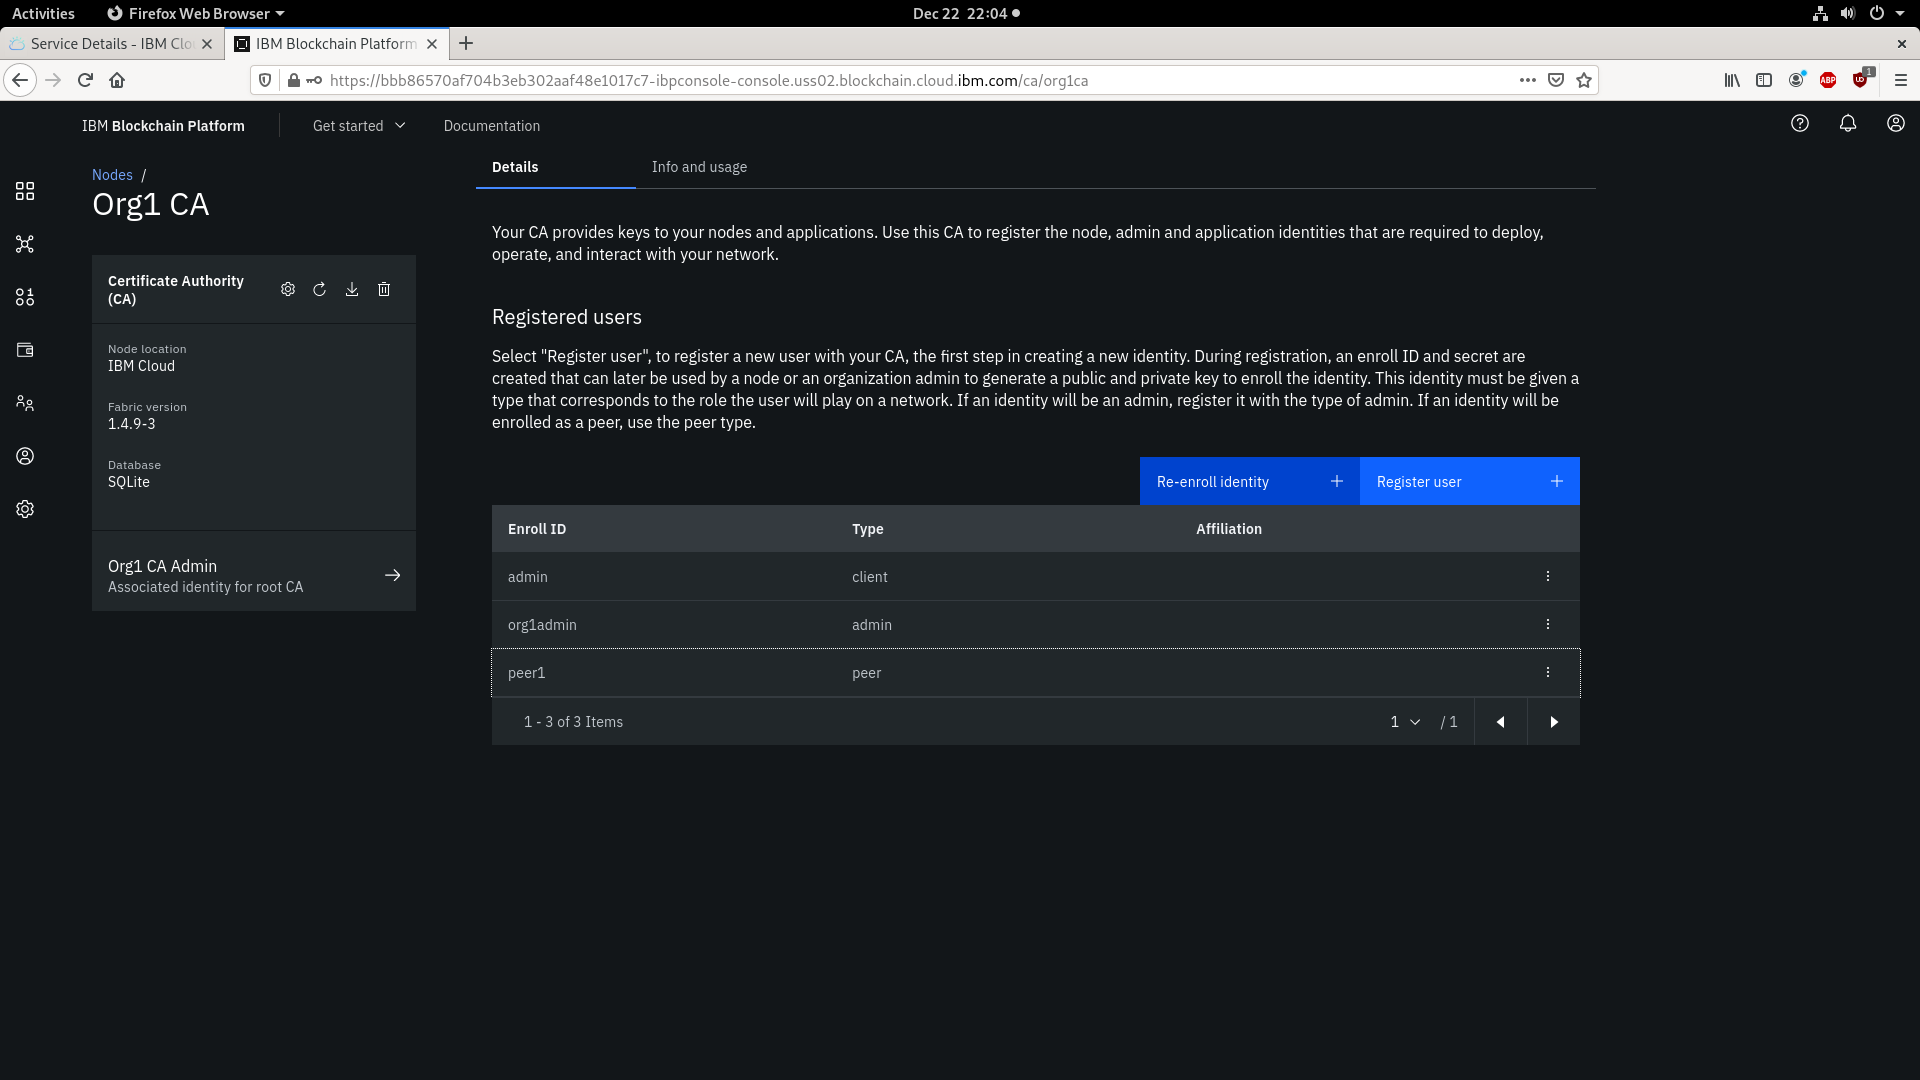 Activities
Firefox Web Browser
Dec 22 22:04
Service Details - IBM Clo
IBM Blockchain Platform
https://bbb86570af704b3eb302aaf48e1017c7-ibpconsole-console.uss02.blockchain.cloud.ibm.com/ca/org1ca
ABP
1
IBM Blockchain Platform
Get started
Documentation
Nodes /
Org1 CA
Certificate Authority
(CA)
Node location
IBM Cloud
Fabric version
1.4.9-3
Database
SQLite
Org1 CA Admin
Associated identity for root CA
Details
Info and usage
Your CA provides keys to your nodes and applications. Use this CA to register the node, admin and application identities that are required to deploy,
operate, and interact with your network.
Registered users
Select "Register user", to register a new user with your CA, the first step in creating a new identity. During registration, an enroll ID and secret are
created that can later be used by a node or an organization admin to generate a public and private key to enroll the identity. This identity must be given a
type that corresponds to the role the user will play on a network. If an identity will be an admin, register it with the type of admin. If an identity will be
enrolled as a peer, use the peer type.
Re-enroll identity
Register user
Enroll ID Type Affiliation
admin client
org1admin admin
peer1 peer
1 - 3 of 3 Items
1 / 1